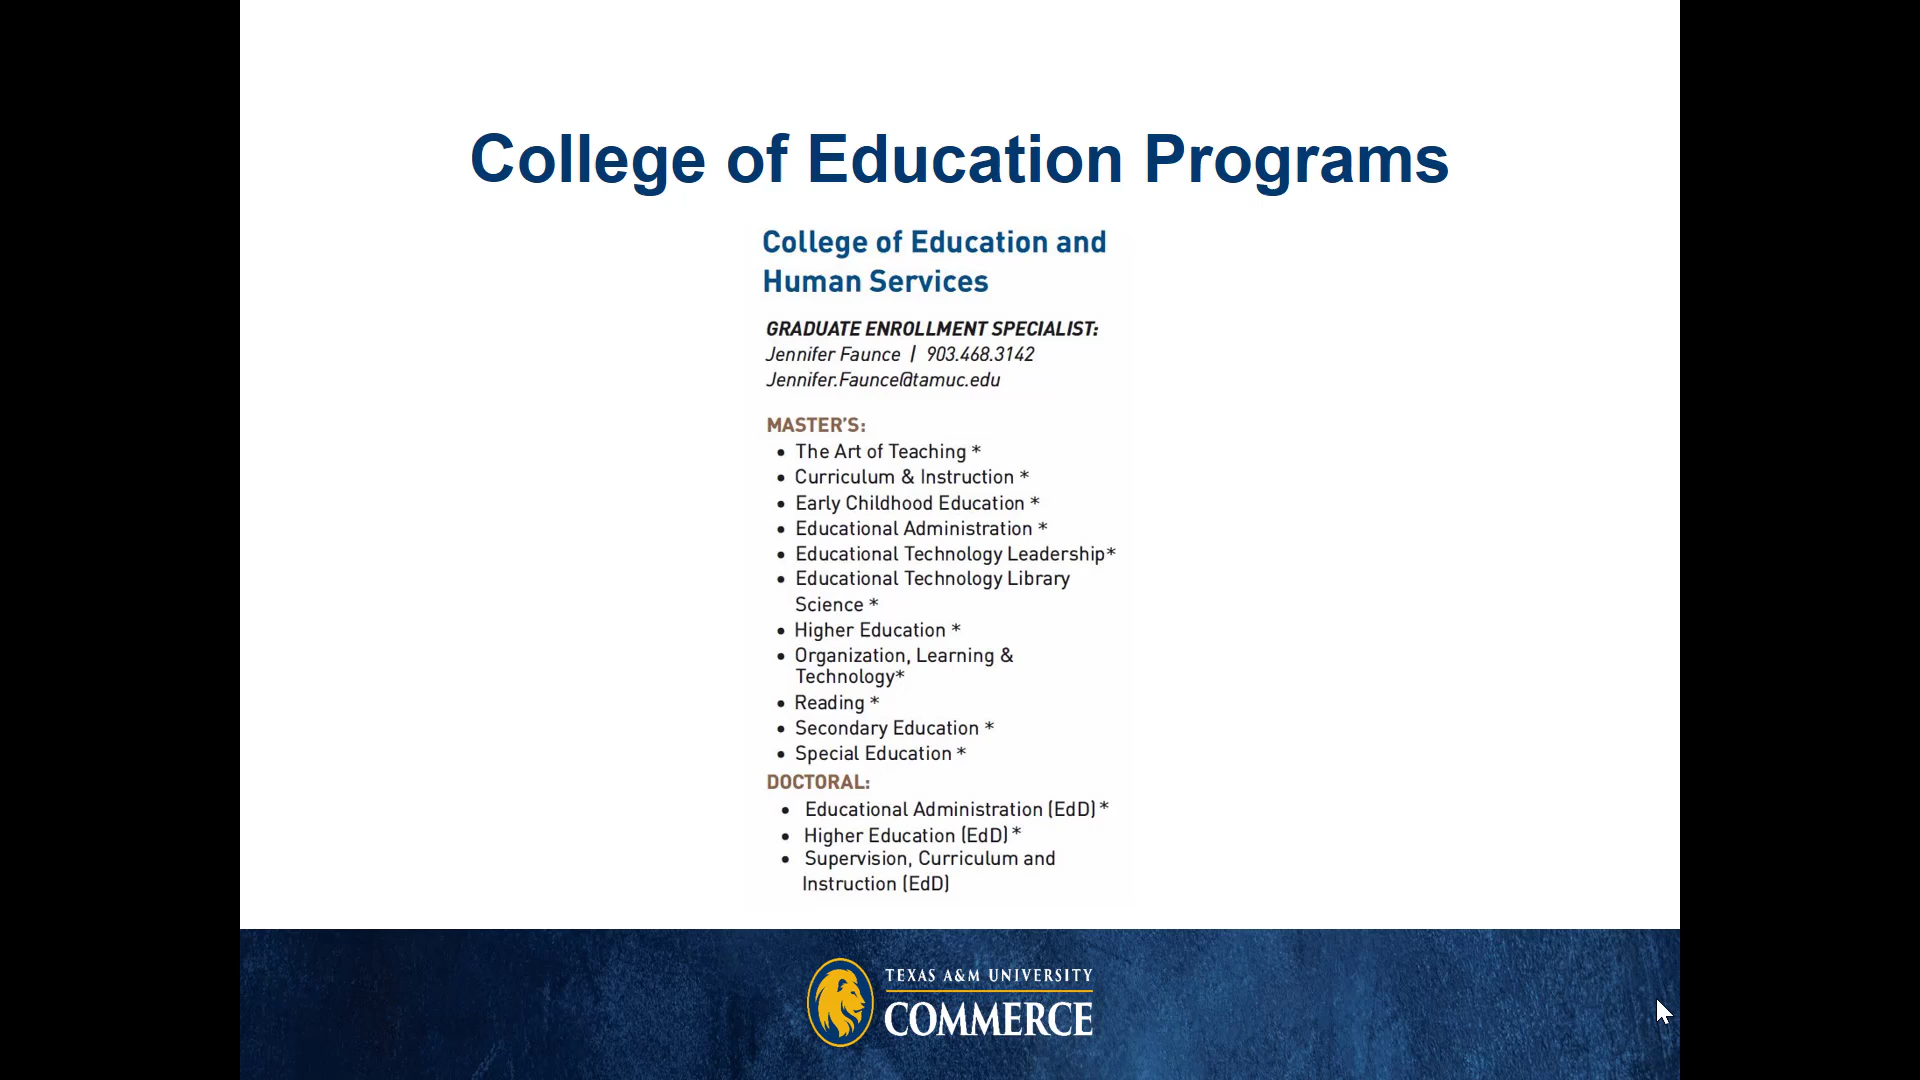 College of Education Programs
College of Education and
Human Services
GRADUATE ENROLLMENT SPECIALIST:
Jennifer Faunce | 903.468.3142
Jennifer.Faunce@tamuc.edu
MASTER'S:
• The Art of Teaching *
• Curriculum & Instruction *
• Early Childhood Education *
• Educational Administration *
• Educational Technology Leadership*
• Educational Technology Library
Science *
• Higher Education *
• Organization, Learning &
Technology*
• Reading *
• Secondary Education *
• Special Education *
DOCTORAL:
• Educational Administration (EdD) *
• Higher Education (EdD) *
• Supervision, Curriculum and
Instruction (EdD)
TEXAS A&M UNIVERSITY
COMMERCE